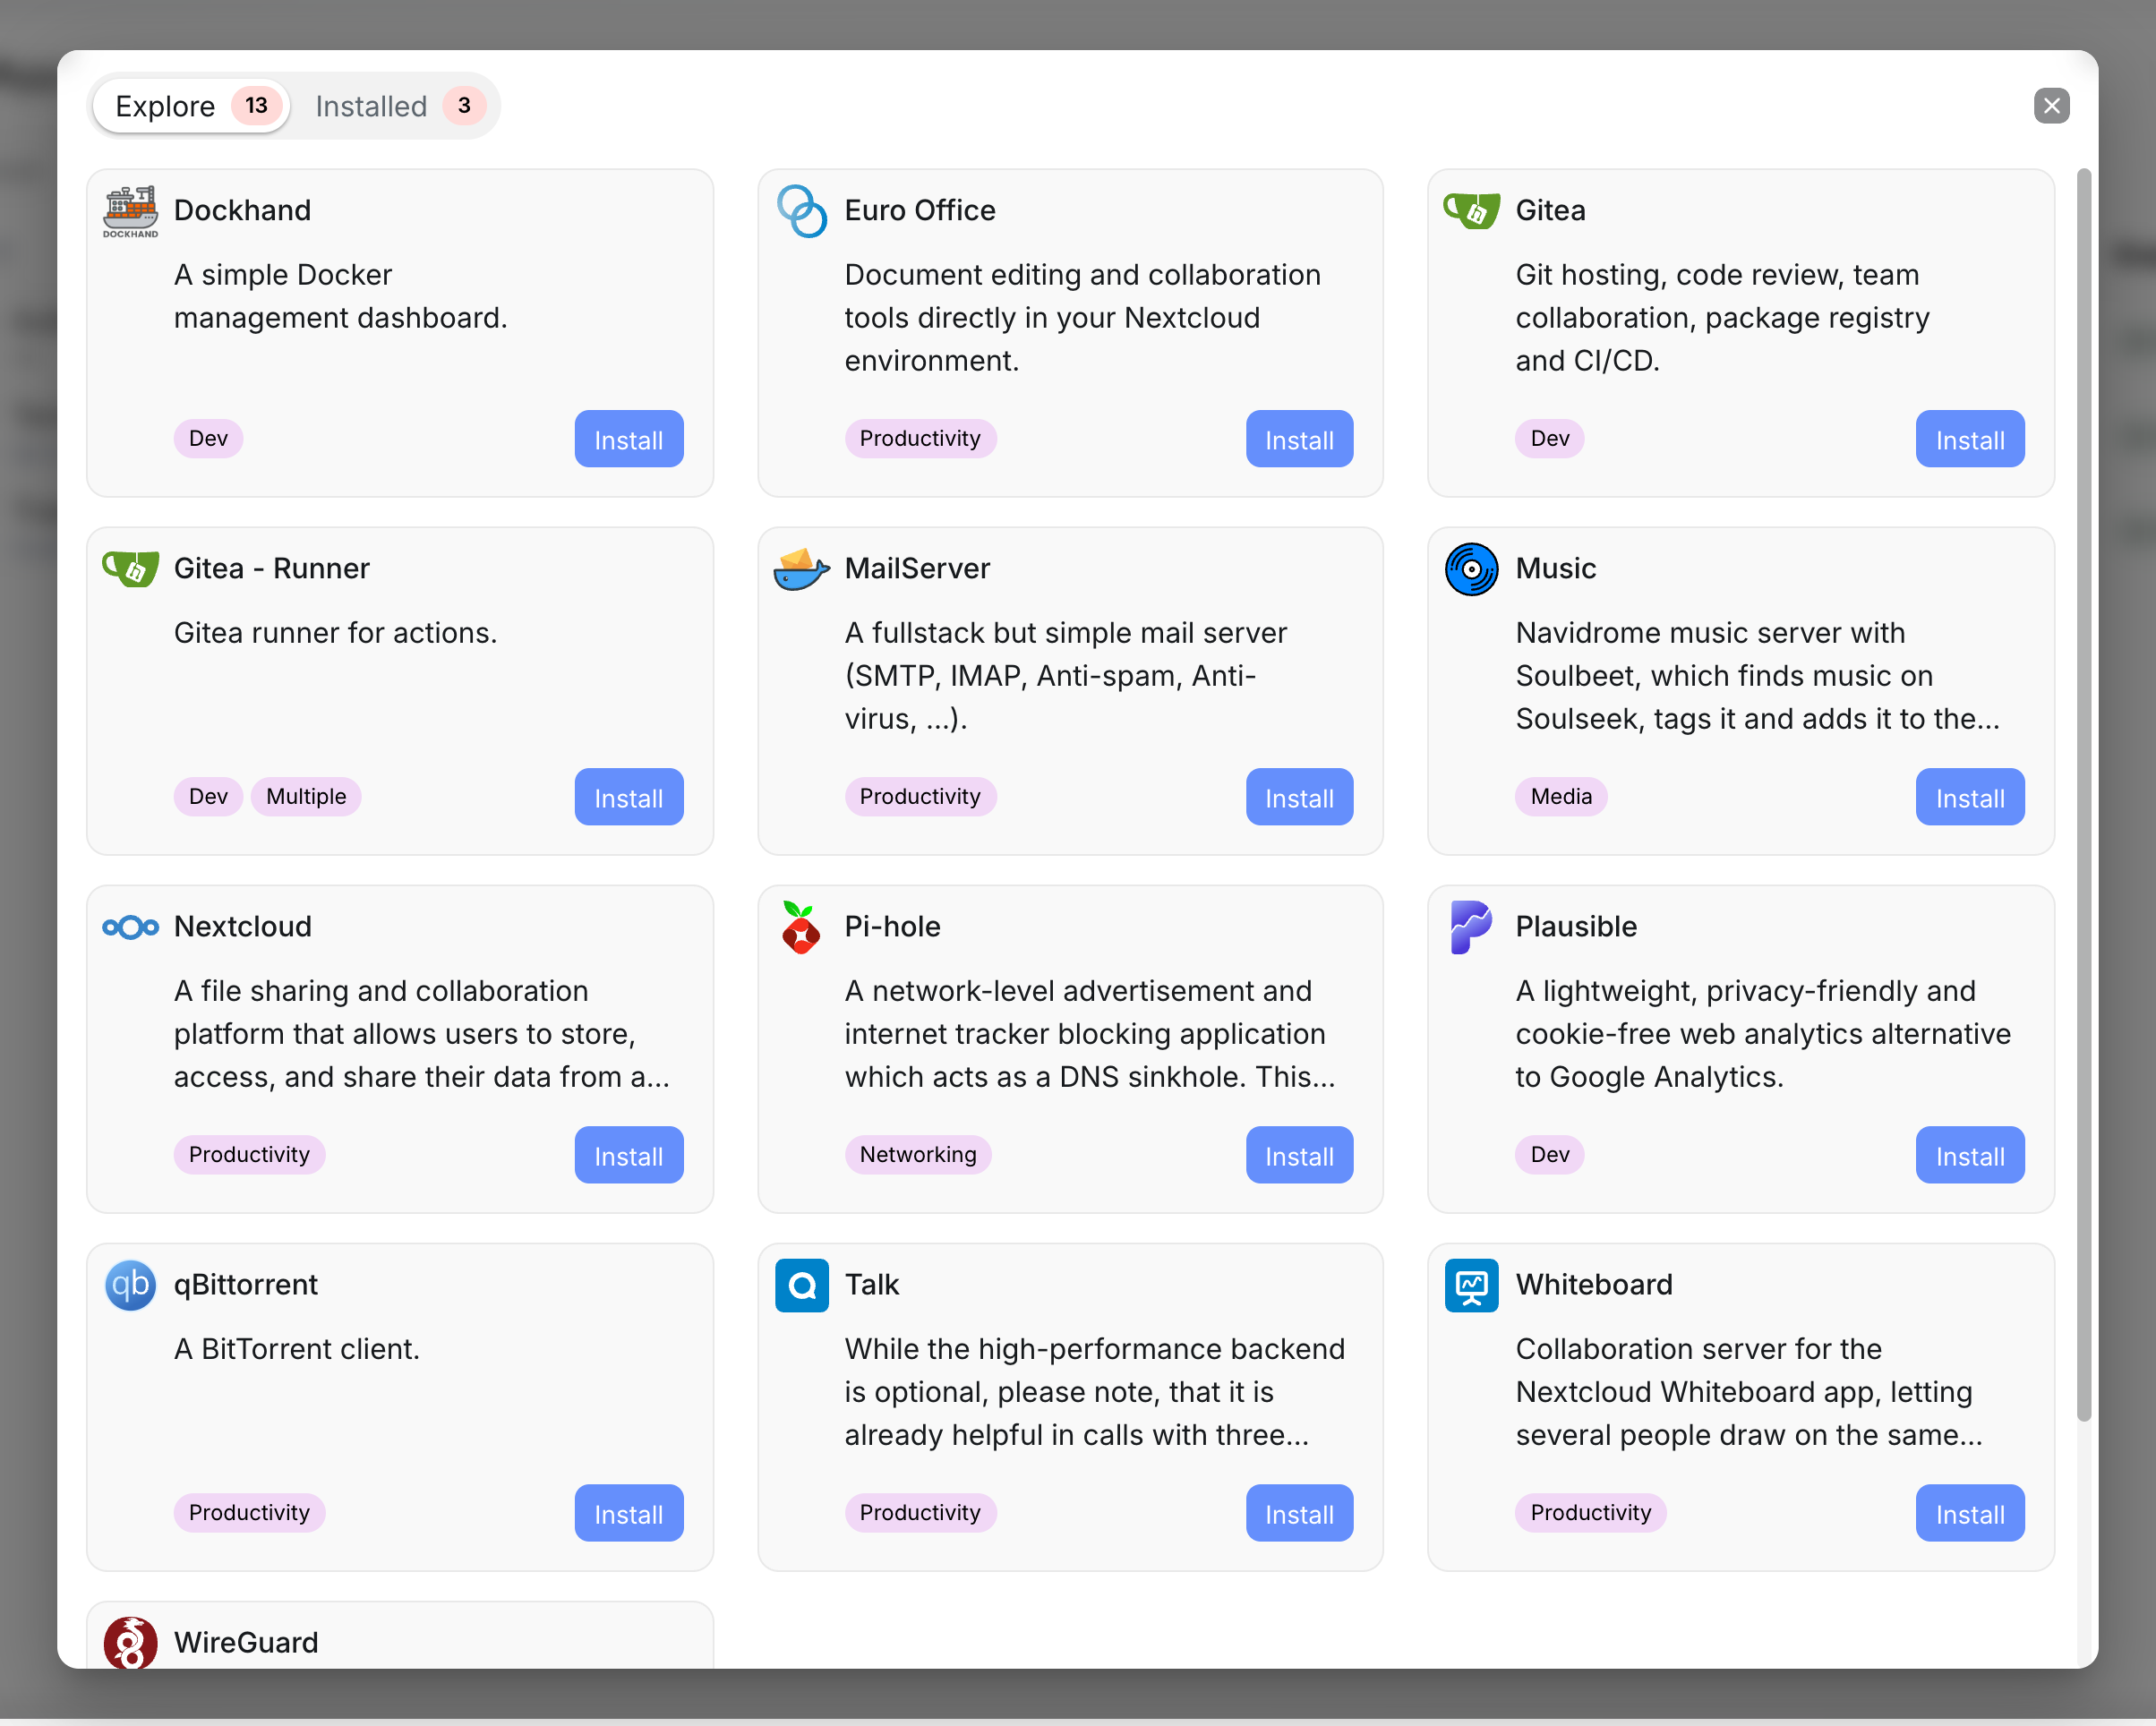 Explore 13 Installed 3
Dockhand
DOCKHAND
A simple Docker
management dashboard.
Dev
Install
Euro Office
Document editing and collaboration
tools directly in your Nextcloud
environment.
Productivity
Install
Gitea
Git hosting, code review, team
collaboration, package registry
and CI/CD.
Dev
Install
Gitea - Runner
Gitea runner for actions.
Dev Multiple
Install
MailServer
A fullstack but simple mail server
(SMTP, IMAP, Anti-spam, Anti-
virus, ...).
Productivity
Install
Music
Navidrome music server with
Soulbeet, which finds music on
Soulseek, tags it and adds it to the...
Media
Install
Nextcloud
A file sharing and collaboration
platform that allows users to store,
access, and share their data from a...
Productivity
Install
Pi-hole
A network-level advertisement and
internet tracker blocking application
which acts as a DNS sinkhole. This...
Networking
Install
Plausible
A lightweight, privacy-friendly and
cookie-free web analytics alternative
to Google Analytics.
Dev
Install
qb
qBittorrent
A BitTorrent client.
Productivity
Install
Talk
While the high-performance backend
is optional, please note, that it is
already helpful in calls with three...
Productivity
Install
Whiteboard
Collaboration server for the
Nextcloud Whiteboard app, letting
several people draw on the same...
Productivity
Install
WireGuard